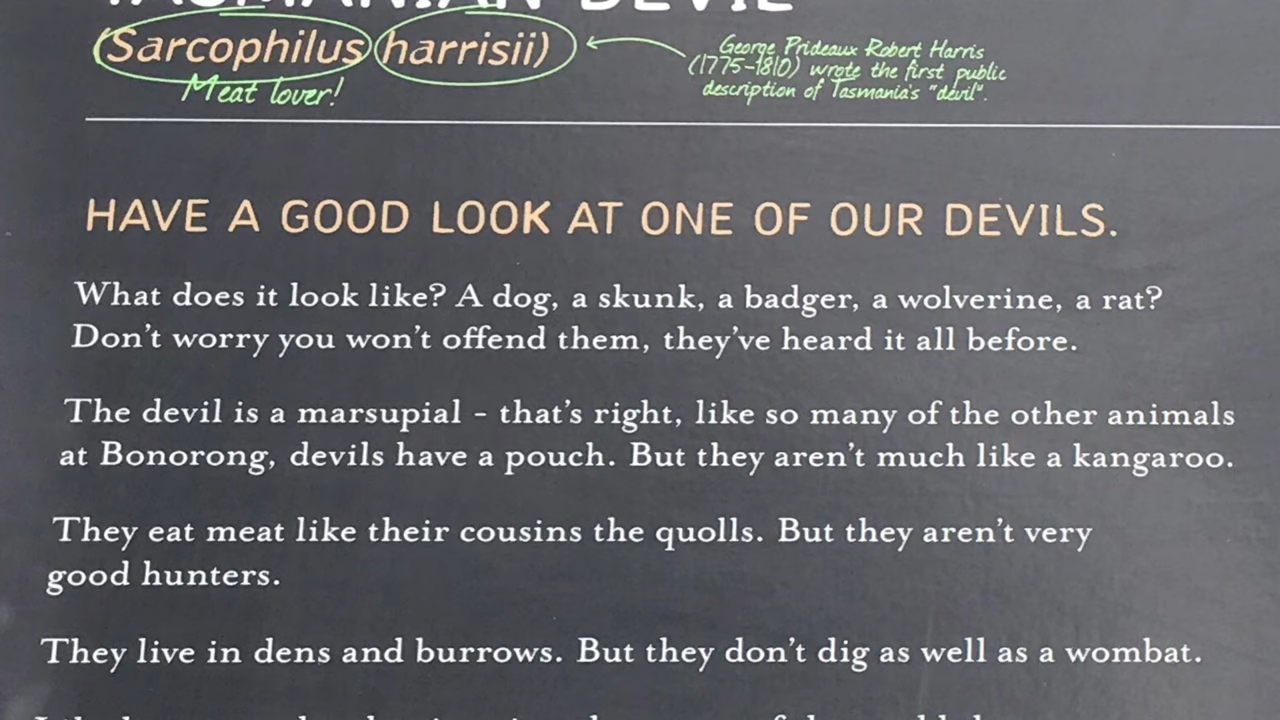 TASMANIAN DEVIL
(Sarcophilus harrisii)
Meat lover!
George Prideaux Robert Harris
(1775-1810) wrote the first public
description of Tasmania's "devil".
HAVE A GOOD LOOK AT ONE OF OUR DEVILS.
What does it look like? A dog, a skunk, a badger, a wolverine, a rat?
Don't worry you won't offend them, they've heard it all before.
The devil is a marsupial - that's right, like so many of the other animals
at Bonorong, devils have a pouch. But they aren't much like a kangaroo.
They eat meat like their cousins the quolls. But they aren't very
good hunters.
They live in dens and burrows. But they don't dig as well as a wombat.